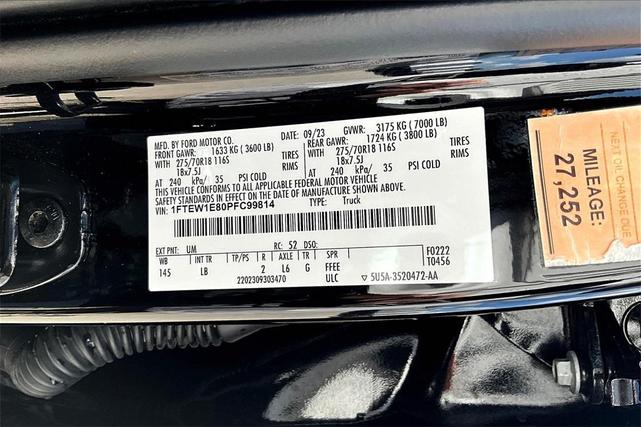 MFD. BY FORD MOTOR CO.
DATE: 09/23 GVWR: 3175 KG ( 7000 LB)
FRONT GAWR: 1633 KG ( 3600 LB)
REAR GAWR: 1724 KG ( 3800 LB)
WITH 275/70R18 116S TIRES
WITH 275/70R18 116S TIRES
18x7.5J RIMS
18x7.5J RIMS
AT 240 kPa/ 35 PSI COLD
AT 240 kPa/ 35 PSI COLD
THIS VEHICLE CONFORMS TO ALL APPLICABLE FEDERAL MOTOR VEHICLE
SAFETY STANDARDS IN EFFECT ON THE DATE OF MANUFACTURE SHOWN ABOVE.
VIN: 1FTEW1E80PFC99814 TYPE: Truck
EXT PNT: UM RC: 52 DSO: F0222
WB INT TR TP/PS R AXLE TR SPR T0456
145 LB 2 L6 G FFEE
2202309303470 ULC ▽ 5U5A-3520472-AA
NEXT OIL CHANGE DUE
MILEAGE:
27,252